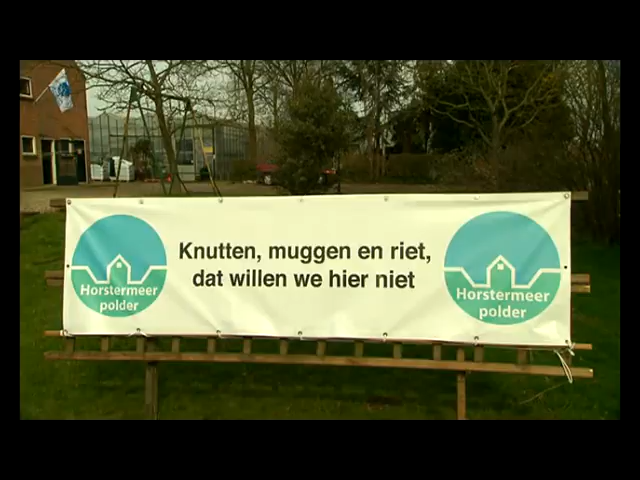 Knutten, muggen en riet,
dat willen we hier niet
Horstermeer
polder
Horstermeer
polder